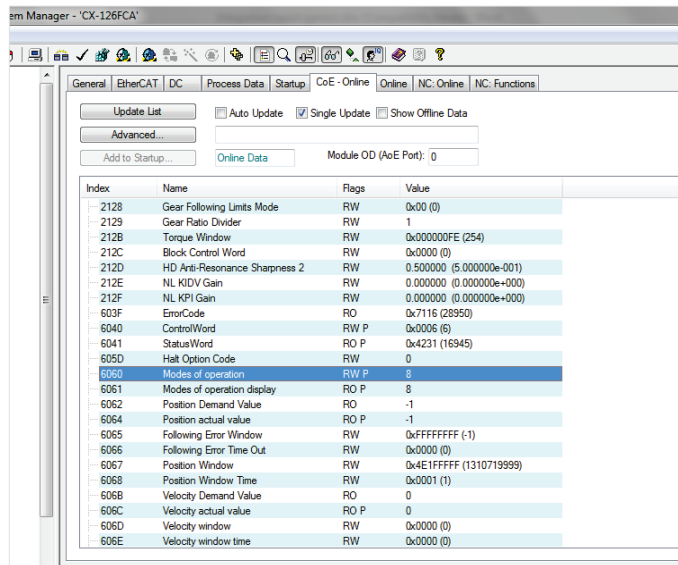 em Manager - 'CX-126FCA'
General EtherCAT DC Process Data Startup CoE - Online Online NC: Online NC: Functions
Update List Auto Update Single Update Show Offline Data
Advanced...
Add to Startup... Online Data Module OD (AoE Port): 0
Index Name Flags Value
2128 Gear Following Limits Mode RW 0x00 (0)
2129 Gear Ratio Divider RW 1
212B Torque Window RW 0x000000FE (254)
212C Block Control Word RW 0x0000 (0)
212D HD Anti-Resonance Sharpness 2 RW 0.500000 (5.000000e-001)
212E NL KIDV Gain RW 0.000000 (0.000000e+000)
212F NL KPI Gain RW 0.000000 (0.000000e+000)
603F ErrorCode RO 0x7116 (28950)
6040 ControlWord RW P 0x0006 (6)
6041 StatusWord RO P 0x4231 (16945)
605D Halt Option Code RW 0
6060 Modes of operation RW P 8
6061 Modes of operation display RO P 8
6062 Position Demand Value RO -1
6064 Position actual value RO P -1
6065 Following Error Window RW 0xFFFFFFFF (-1)
6066 Following Error Time Out RW 0x0000 (0)
6067 Position Window RW 0x4E1FFFFF (1310719999)
6068 Position Window Time RW 0x0001 (1)
606B Velocity Demand Value RO 0
606C Velocity actual value RO P 0
606D Velocity window RW 0x0000 (0)
606E Velocity window time RW 0x0000 (0)